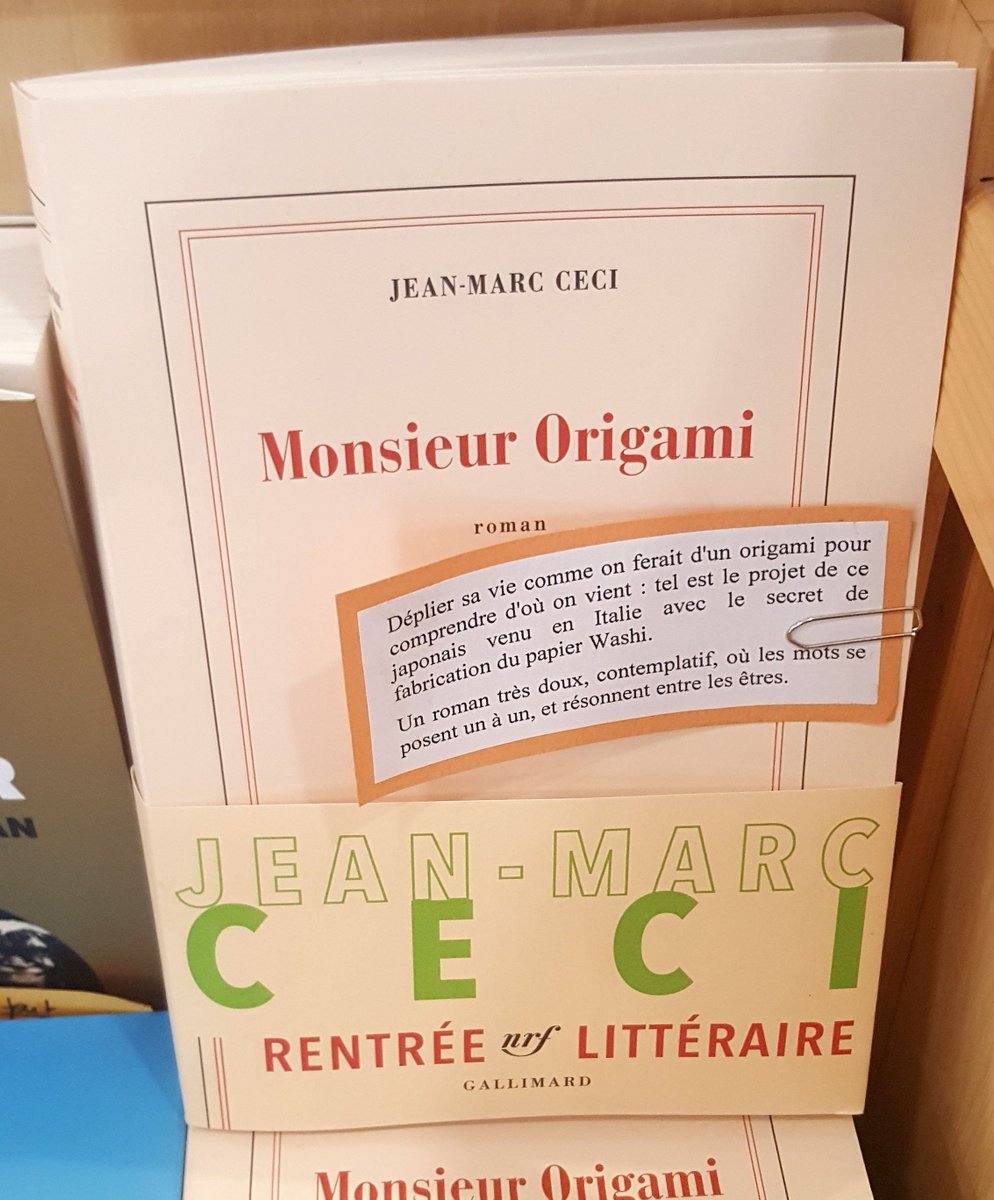 JEAN-MARC CECI
Monsieur Origami
roman
Déplier sa vie comme on ferait d'un origami pour
comprendre d'où on vient : tel est le projet de ce
japonais venu en Italie avec le secret de
fabrication du papier Washi.
Un roman très doux, contemplatif, où les mots se
posent un à un, et résonnent entre les êtres.
JEAN-MARC
CECI
RENTRÉE nrf LITTÉRAIRE
GALLIMARD
Monsieur Origami